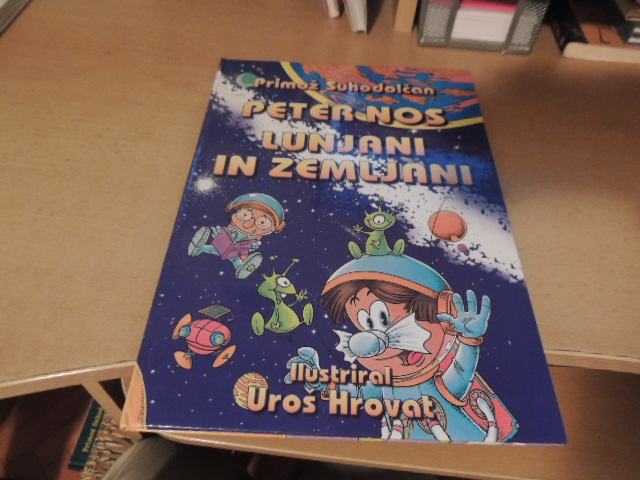 Primož Suhodolčan
PETER NOS
LUNJANI
IN ZEMLJANI
Ilustriral
Uroš Hrovat